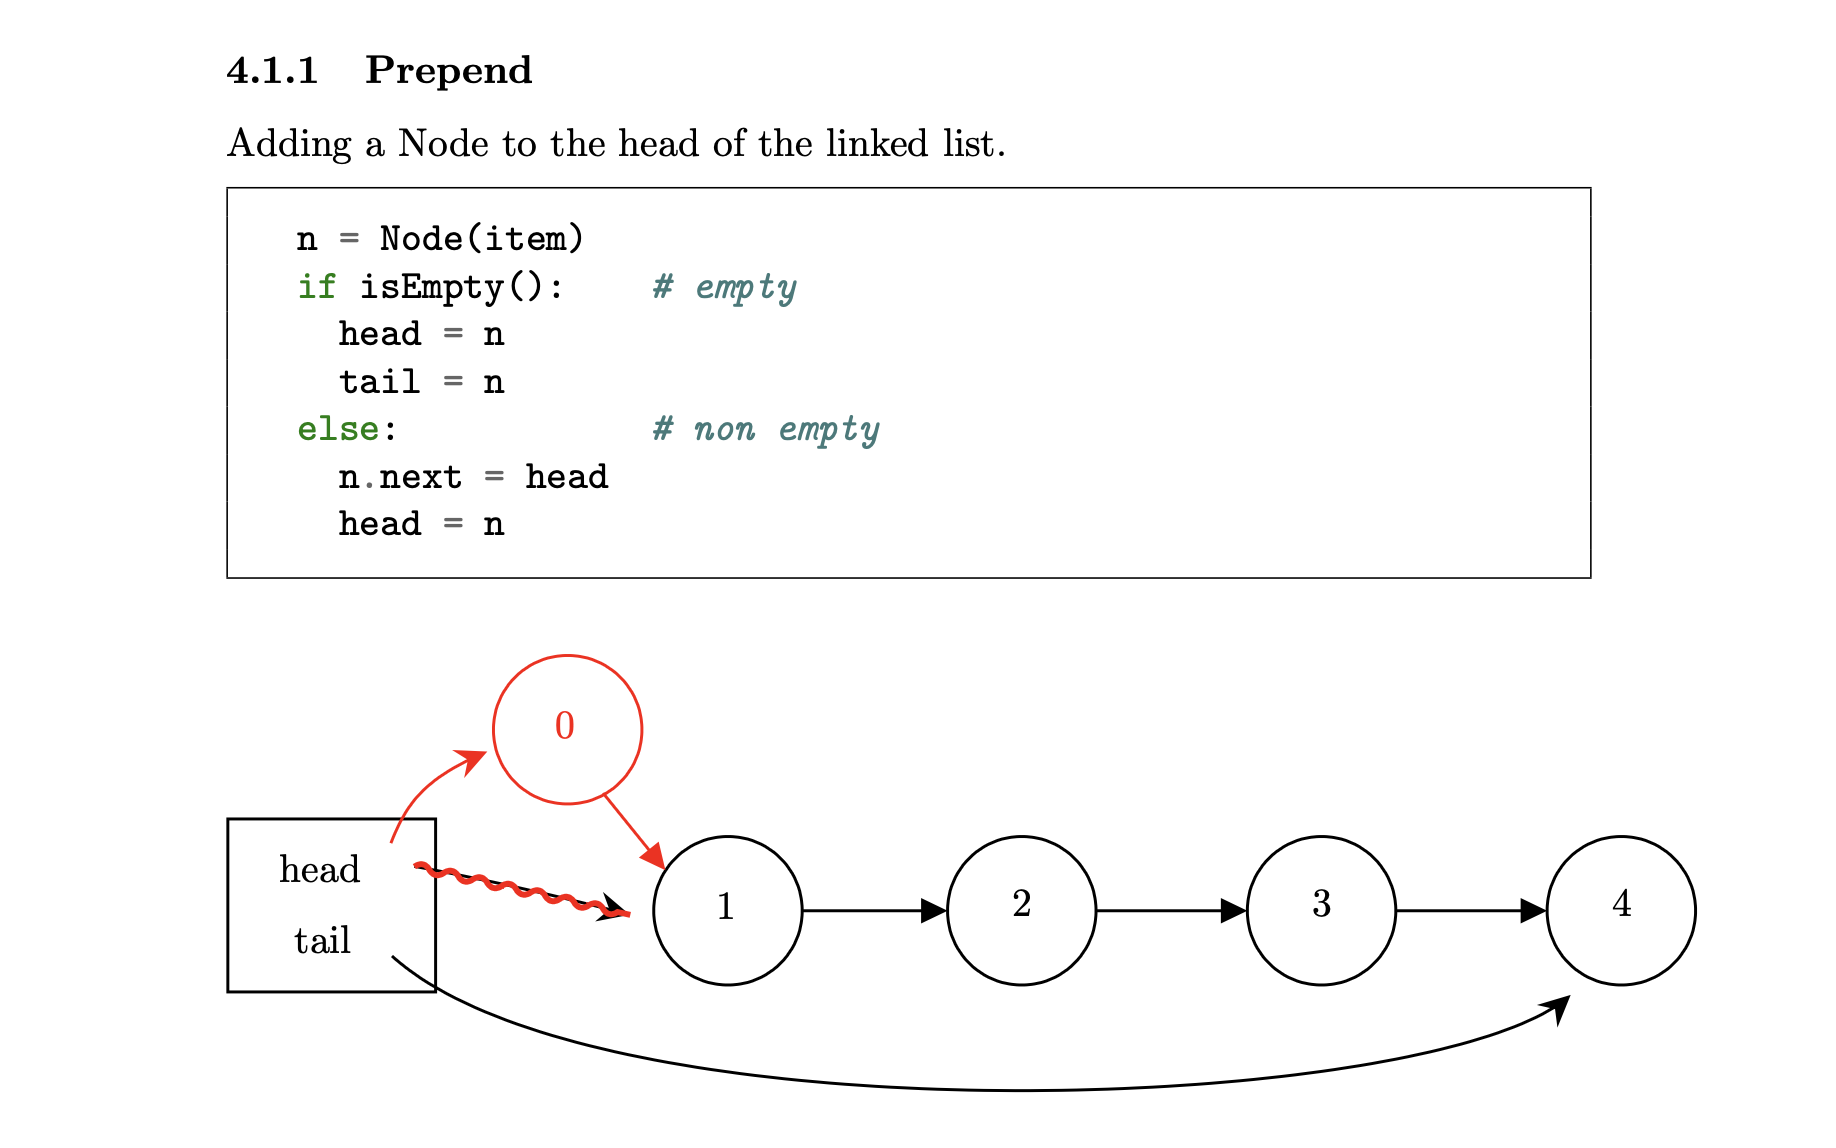 4.1.1 Prepend
Adding a Node to the head of the linked list.
n = Node(item)
if isEmpty():    # empty
  head = n
  tail = n
else:            # non empty
  n.next = head
  head = n
0
head
tail
1
2
3
4